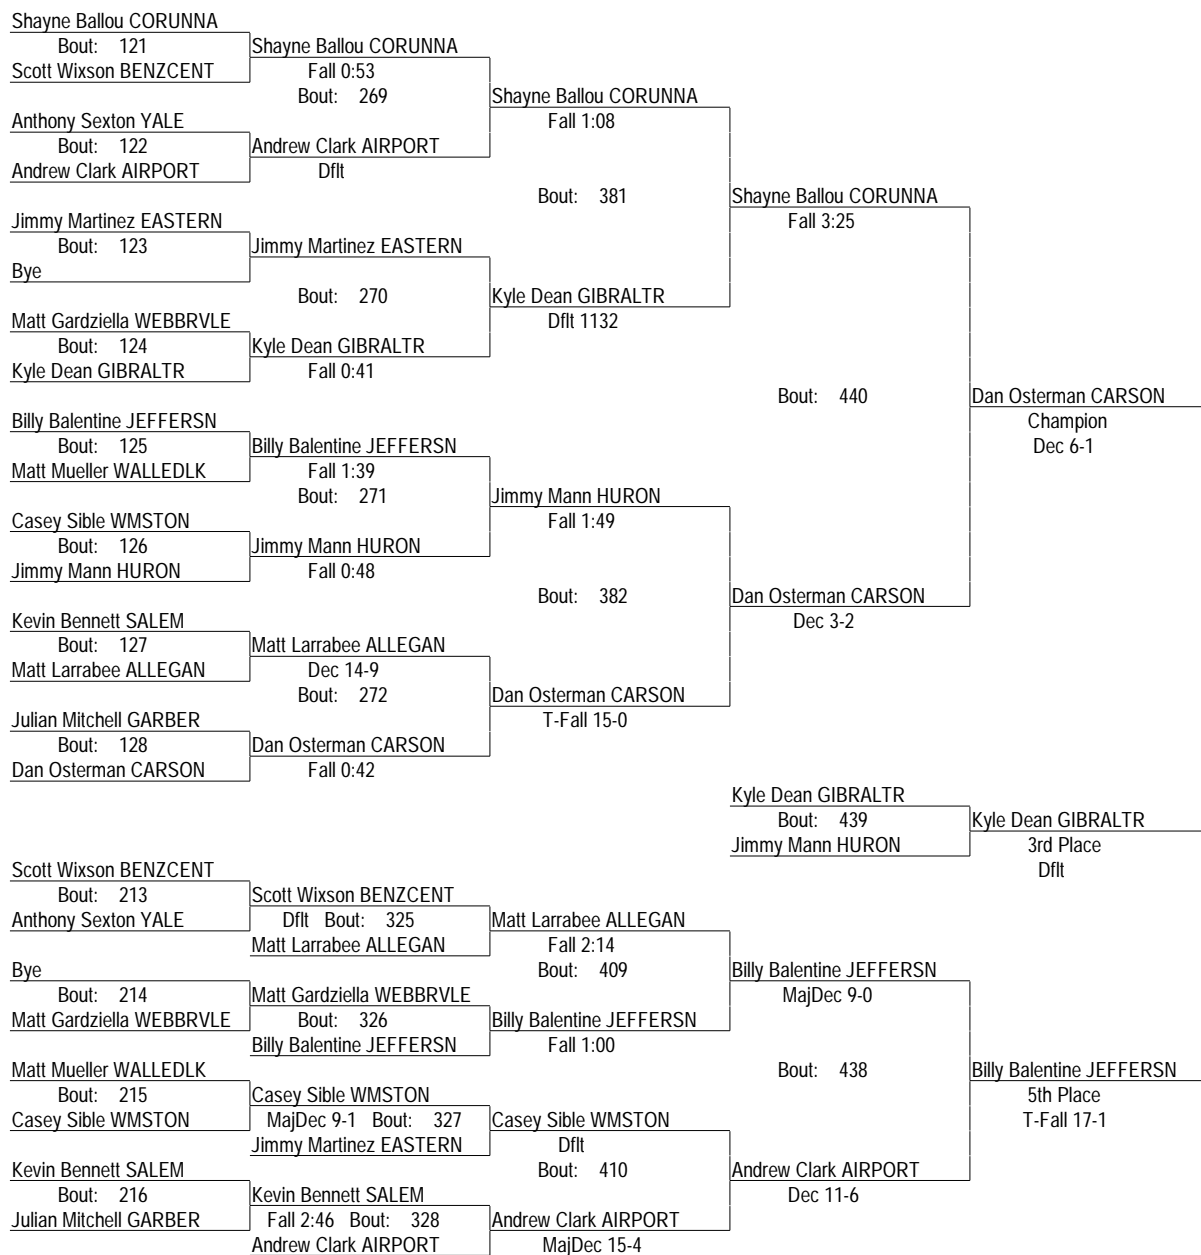 Shayne Ballou CORUNNA
Bout: 121 Shayne Ballou CORUNNA
Scott Wixson BENZCENT Fall 0:53
Bout: 269 Shayne Ballou CORUNNA
Anthony Sexton YALE Fall 1:08
Bout: 122 Andrew Clark AIRPORT
Andrew Clark AIRPORT Dflt
Bout: 381 Shayne Ballou CORUNNA
Jimmy Martinez EASTERN Fall 3:25
Bout: 123 Jimmy Martinez EASTERN
Bye
Bout: 270 Kyle Dean GIBRALTR
Matt Gardziella WEBBRVLE Dflt 1132
Bout: 124 Kyle Dean GIBRALTR
Kyle Dean GIBRALTR Fall 0:41
Bout: 440 Dan Osterman CARSON
Billy Balentine JEFFERSN Champion
Bout: 125 Billy Balentine JEFFERSN Dec 6-1
Matt Mueller WALLEDLK Fall 1:39
Bout: 271 Jimmy Mann HURON
Casey Sible WMSTON Fall 1:49
Bout: 126 Jimmy Mann HURON
Jimmy Mann HURON Fall 0:48
Bout: 382 Dan Osterman CARSON
Kevin Bennett SALEM Dec 3-2
Bout: 127 Matt Larrabee ALLEGAN
Matt Larrabee ALLEGAN Dec 14-9
Bout: 272 Dan Osterman CARSON
Julian Mitchell GARBER T-Fall 15-0
Bout: 128 Dan Osterman CARSON
Dan Osterman CARSON Fall 0:42
Kyle Dean GIBRALTR
Bout: 439 Kyle Dean GIBRALTR
Jimmy Mann HURON 3rd Place
Scott Wixson BENZCENT Dflt
Bout: 213 Scott Wixson BENZCENT
Anthony Sexton YALE Dflt Bout: 325 Matt Larrabee ALLEGAN
Matt Larrabee ALLEGAN Fall 2:14
Bye Bout: 409 Billy Balentine JEFFERSN
Bout: 214 Matt Gardziella WEBBRVLE MajDec 9-0
Matt Gardziella WEBBRVLE Bout: 326 Billy Balentine JEFFERSN
Billy Balentine JEFFERSN Fall 1:00
Matt Mueller WALLEDLK Bout: 438 Billy Balentine JEFFERSN
Bout: 215 Casey Sible WMSTON 5th Place
Casey Sible WMSTON MajDec 9-1 Bout: 327 Casey Sible WMSTON T-Fall 17-1
Jimmy Martinez EASTERN Dflt
Kevin Bennett SALEM Bout: 410 Andrew Clark AIRPORT
Bout: 216 Kevin Bennett SALEM Dec 11-6
Julian Mitchell GARBER Fall 2:46 Bout: 328 Andrew Clark AIRPORT
Andrew Clark AIRPORT MajDec 15-4